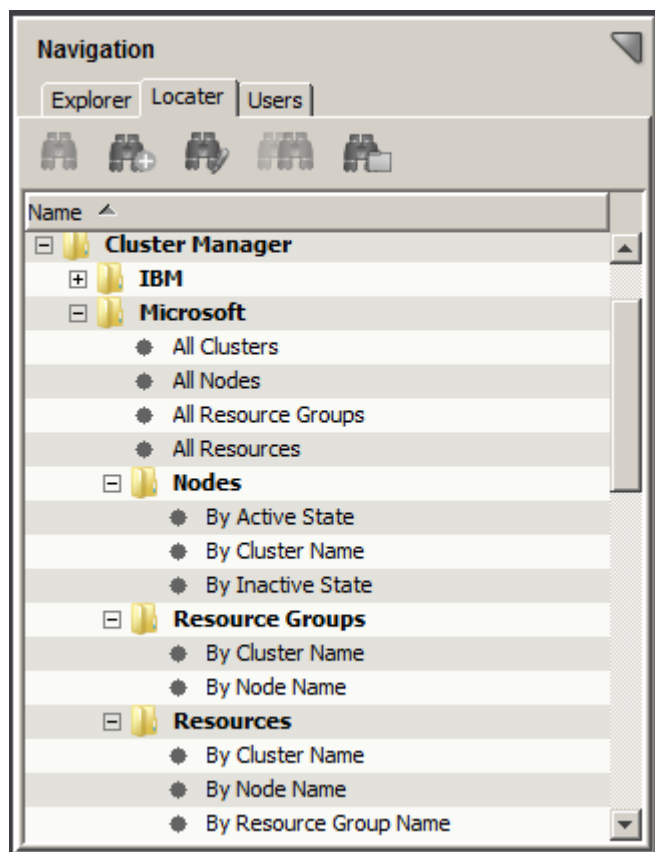 Navigation
Explorer Locater Users
Name
Cluster Manager
IBM
Microsoft
All Clusters
All Nodes
All Resource Groups
All Resources
Nodes
By Active State
By Cluster Name
By Inactive State
Resource Groups
By Cluster Name
By Node Name
Resources
By Cluster Name
By Node Name
By Resource Group Name